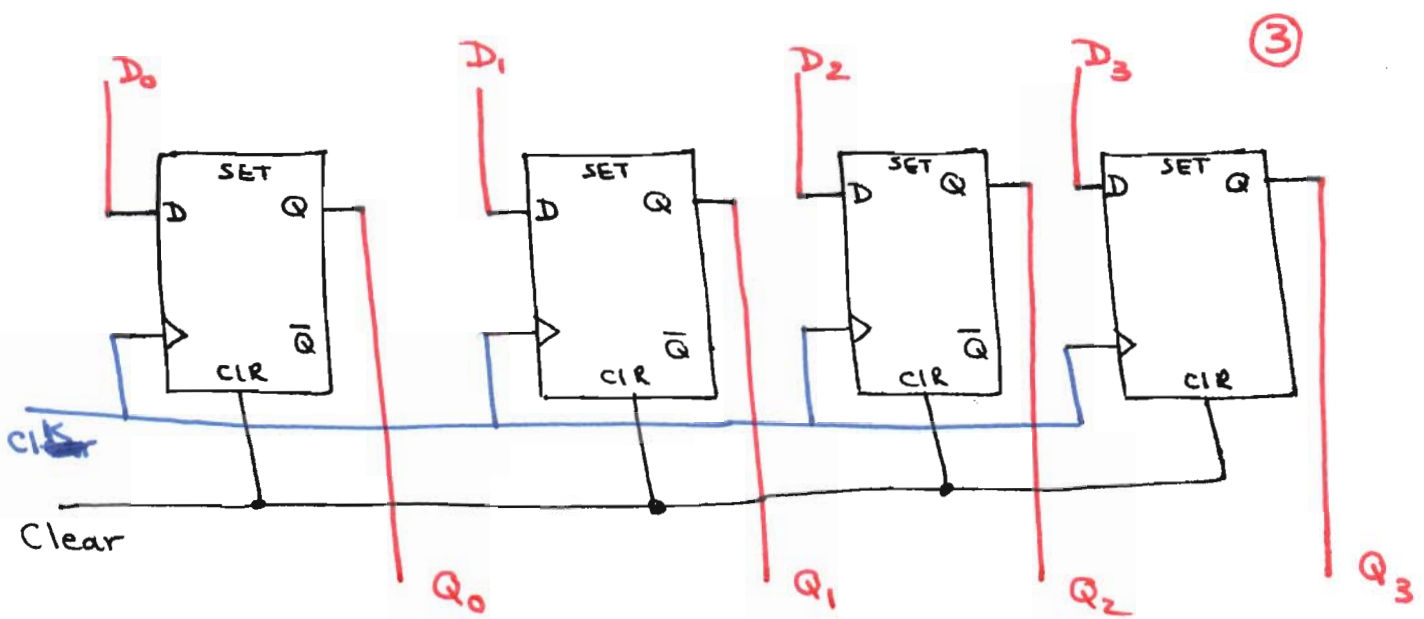 ③
D₀ D₁ D₂ D₃
SET SET SET SET
D Q D Q D Q D Q
Q̅ Q̅ Q̅
CLR CLR CLR CLR
Clk
Clear
Q₀ Q₁ Q₂ Q₃